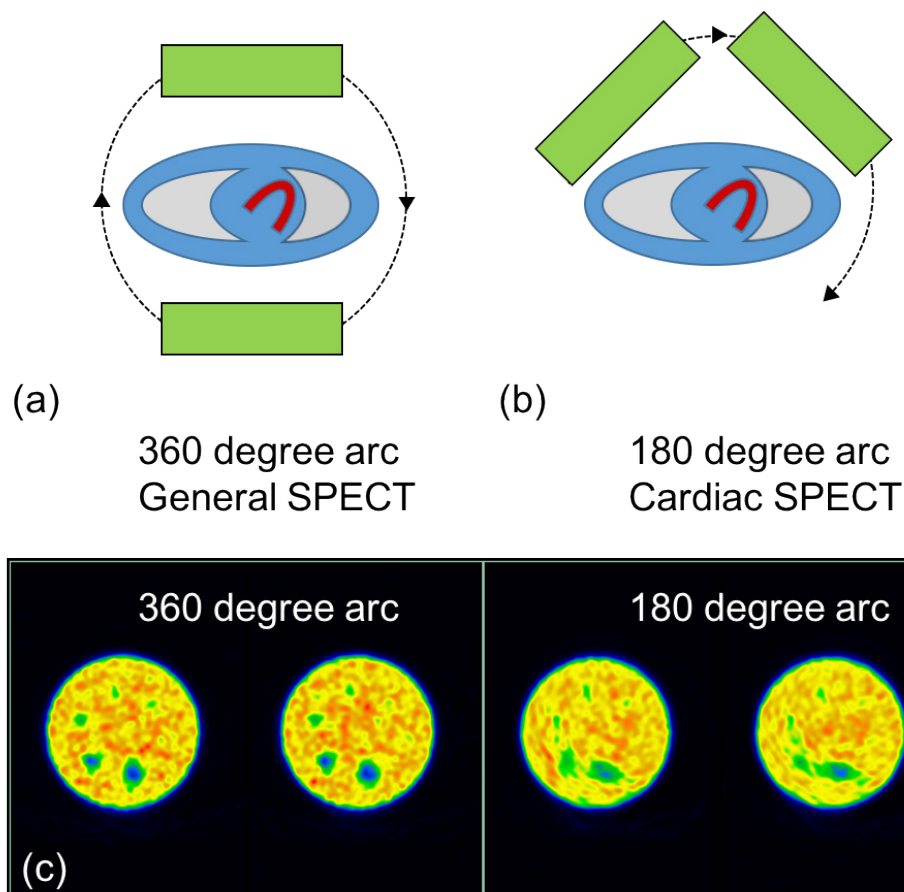 (a)
360 degree arc
General SPECT
(b)
180 degree arc
Cardiac SPECT
360 degree arc
180 degree arc
(c)